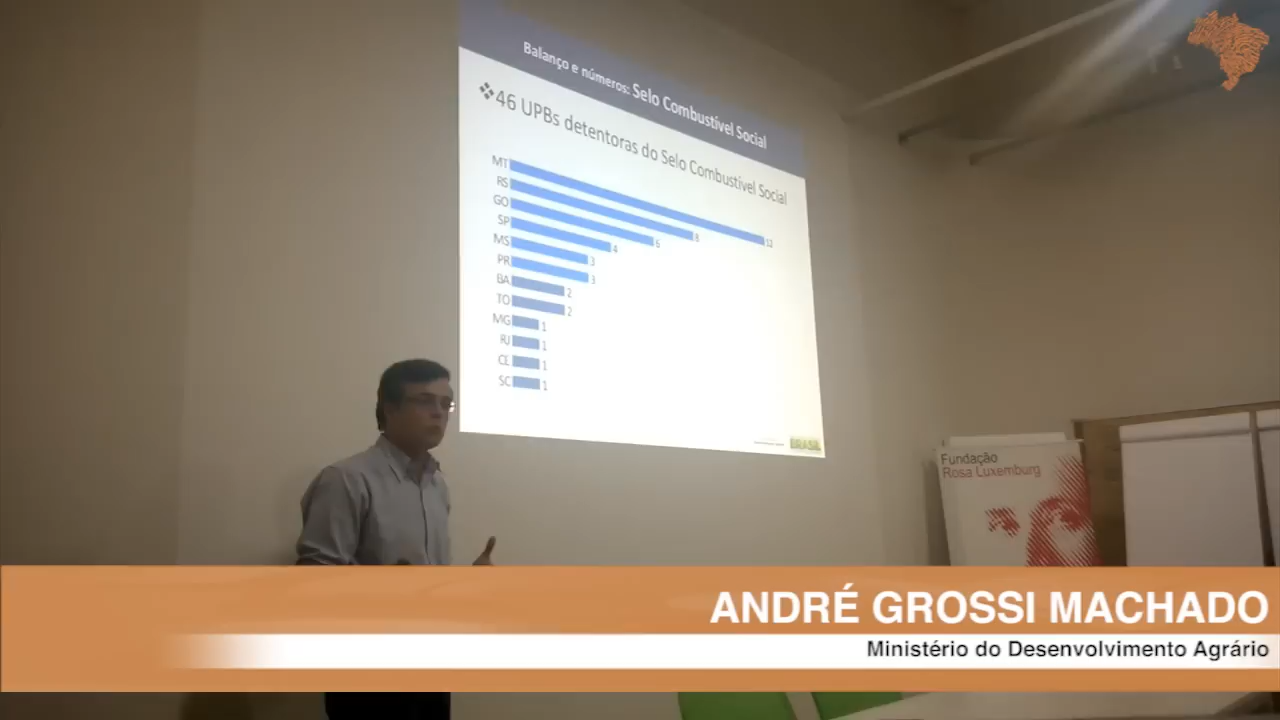 Balanço e números: Selo Combustível Social
46 UPBs detentoras do Selo Combustível Social
MT 12
RS 8
GO 6
SP 4
MS 3
PR 3
BA 2
TO 2
MG 1
RJ 1
CE 1
SC 1
BRASIL
Fundação
Rosa Luxemburg
ANDRÉ GROSSI MACHADO
Ministério do Desenvolvimento Agrário